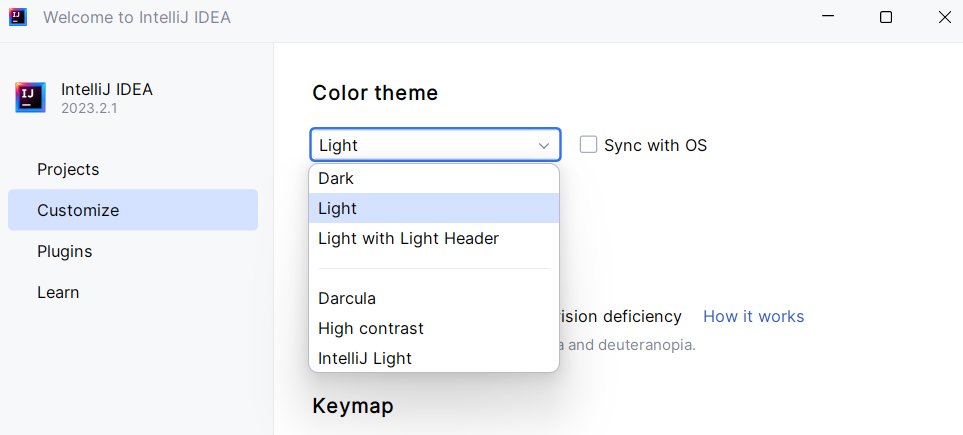 Welcome to IntelliJ IDEA
IJ
IntelliJ IDEA
2023.2.1
Projects
Customize
Plugins
Learn
Color theme
Light
Sync with OS
Dark
Light
Light with Light Header
Darcula
High contrast
IntelliJ Light
deficiency How it works
and deuteranopia.
Keymap